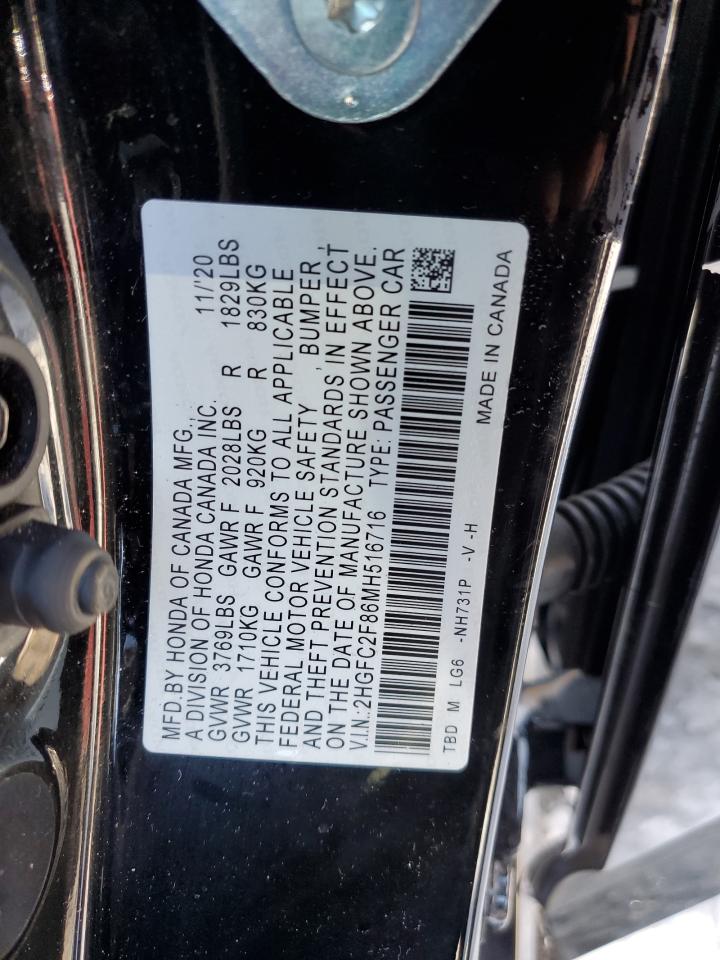 MFD.BY HONDA OF CANADA MFG.,
A DIVISION OF HONDA CANADA INC. 11/'20
GVWR 3769LBS GAWR F 2028LBS R 1829LBS
GVWR 1710KG GAWR F 920KG R 830KG
THIS VEHICLE CONFORMS TO ALL APPLICABLE
FEDERAL MOTOR VEHICLE SAFETY , BUMPER ,
AND THEFT PREVENTION STANDARDS IN EFFECT
ON THE DATE OF MANUFACTURE SHOWN ABOVE.
V.I.N.:2HGFC2F86MH516716 TYPE: PASSENGER CAR
TBD M LG6 -NH731P -V -H
MADE IN CANADA